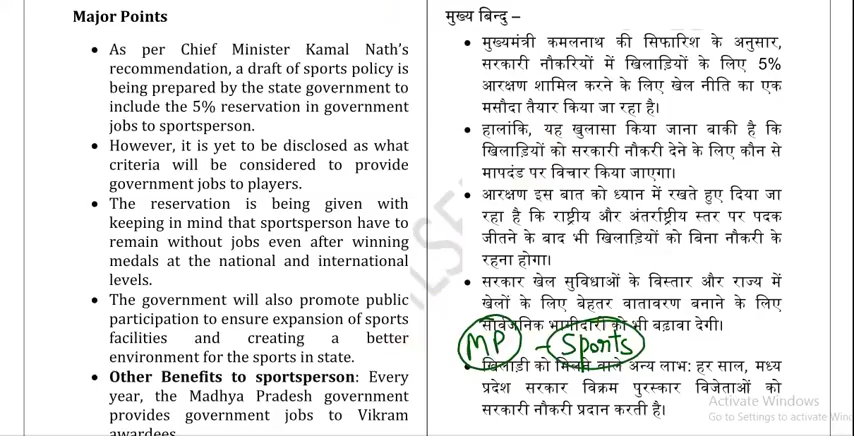 Major Points
As per Chief Minister Kamal Nath's
recommendation, a draft of sports policy is
being prepared by the state government to
include the 5% reservation in government
jobs to sportsperson.
However, it is yet to be disclosed as what
criteria will be considered to provide
government jobs to players.
The reservation is being given with
keeping in mind that sportsperson have to
remain without jobs even after winning
medals at the national and international
levels.
The government will also promote public
participation to ensure expansion of sports
facilities and creating a better
environment for the sports in state.
Other Benefits to sportsperson: Every
year, the Madhya Pradesh government
provides government jobs to Vikram
awardees
मुख्य बिन्दु –
मुख्यमंत्री कमलनाथ की सिफारिश के अनुसार,
सरकारी नौकरियों में खिलाड़ियों के लिए 5%
आरक्षण शामिल करने के लिए खेल नीति का एक
मसौदा तैयार किया जा रहा है।
हालांकि, यह खुलासा किया जाना बाकी है कि
खिलाड़ियों को सरकारी नौकरी देने के लिए कौन से
मापदंड पर विचार किया जाएगा।
आरक्षण इस बात को ध्यान में रखते हुए दिया जा
रहा है कि राष्ट्रीय और अंतर्राष्ट्रीय स्तर पर पदक
जीतने के बाद भी खिलाड़ियों को बिना नौकरी के
रहना होगा।
सरकार खेल सुविधाओं के विस्तार और राज्य में
खेलों के लिए बेहतर वातावरण बनाने के लिए
सार्वजनिक भागीदारी को भी बढ़ावा देगी।
MP - Sports
खिलाड़ी को मिलने वाले अन्य लाभ: हर साल, मध्य
प्रदेश सरकार विक्रम पुरस्कार विजेताओं को
सरकारी नौकरी प्रदान करती है।
Activate Windows
Go to Settings to activate Win